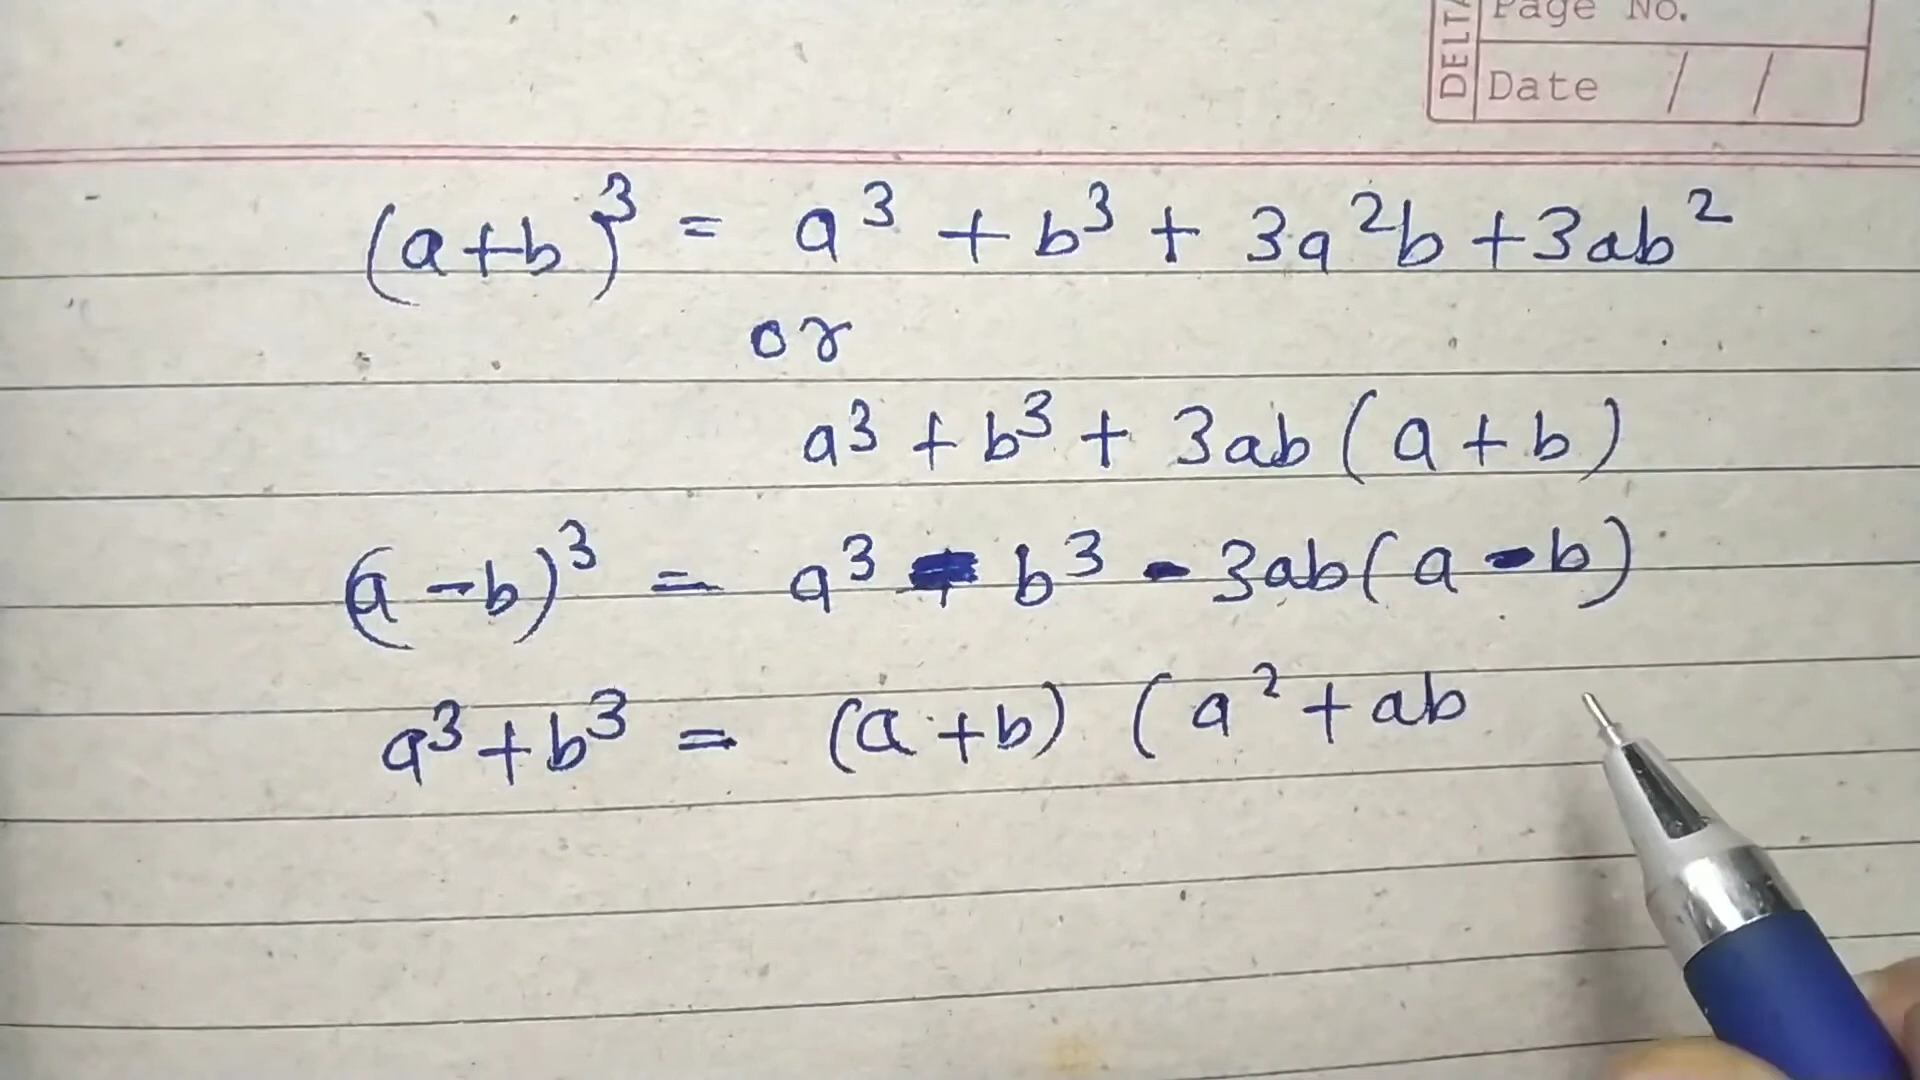 DELTA
Page No.
Date / /
(a+b)³ = a³ + b³ + 3a²b + 3ab²
or
a³ + b³ + 3ab (a + b)
(a - b)³ = a³ - b³ - 3ab (a - b)
a³ + b³ = (a + b) (a² + ab